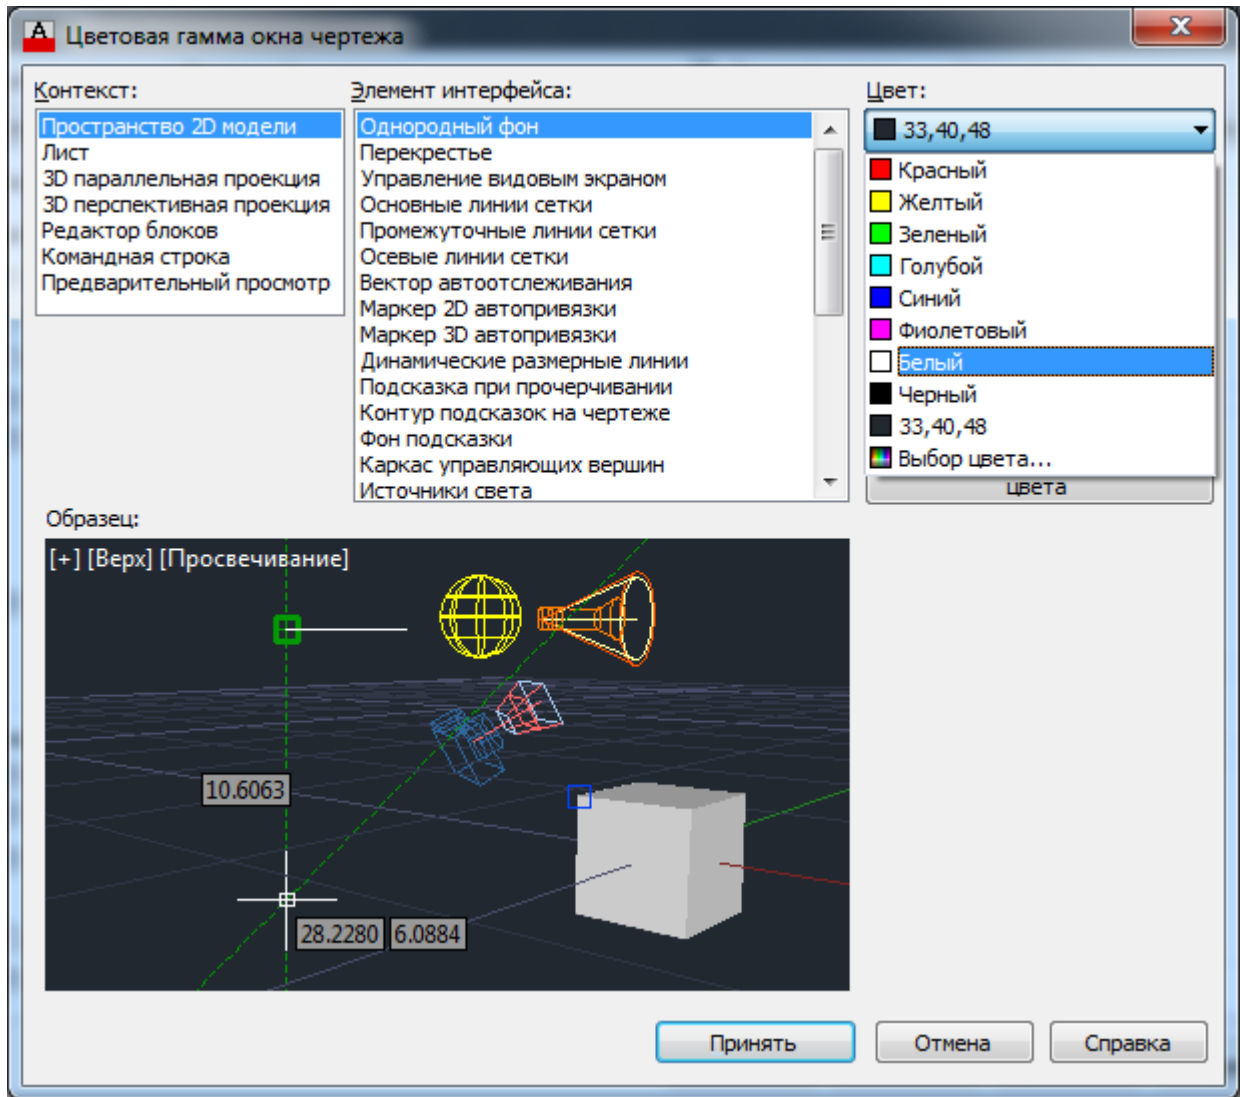 Цветовая гамма окна чертежа
Контекст:
Пространство 2D модели
Лист
3D параллельная проекция
3D перспективная проекция
Редактор блоков
Командная строка
Предварительный просмотр
Элемент интерфейса:
Однородный фон
Перекрестье
Управление видовым экраном
Основные линии сетки
Промежуточные линии сетки
Осевые линии сетки
Вектор автоотслеживания
Маркер 2D автопривязки
Маркер 3D автопривязки
Динамические размерные линии
Подсказка при прочерчивании
Контур подсказок на чертеже
Фон подсказки
Каркас управляющих вершин
Источники света
Цвет:
33,40,48
Красный
Желтый
Зеленый
Голубой
Синий
Фиолетовый
Белый
Черный
33,40,48
Выбор цвета...
цвета
Образец:
[+] [Верх] [Просвечивание]
10.6063
28.2280 6.0884
Принять Отмена Справка